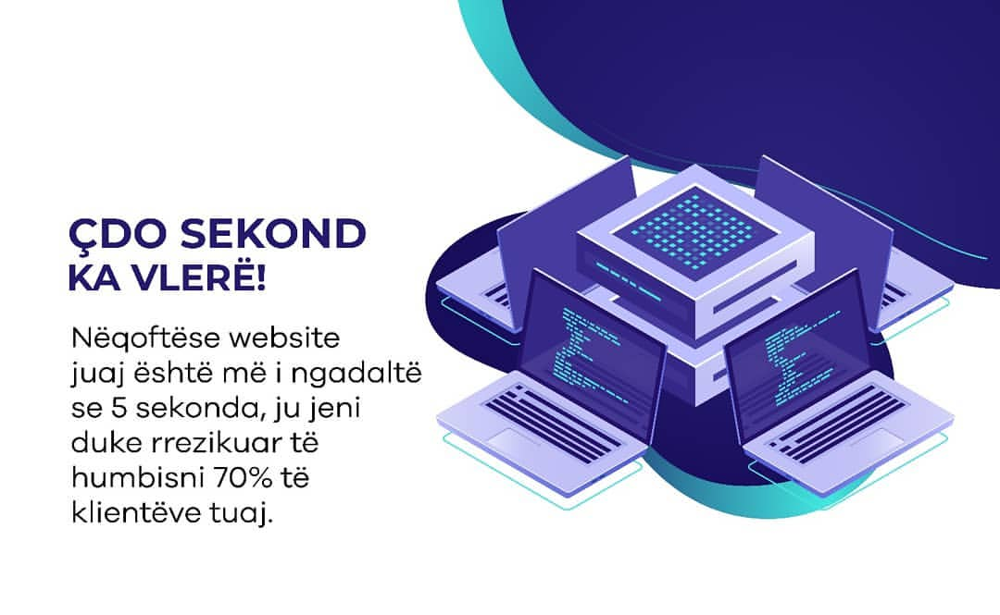 ÇDO SEKOND
KA VLERË!
Nëqoftëse website
juaj është më i ngadaltë
se 5 sekonda, ju jeni
duke rrezikuar të
humbisni 70% të
klientëve tuaj.